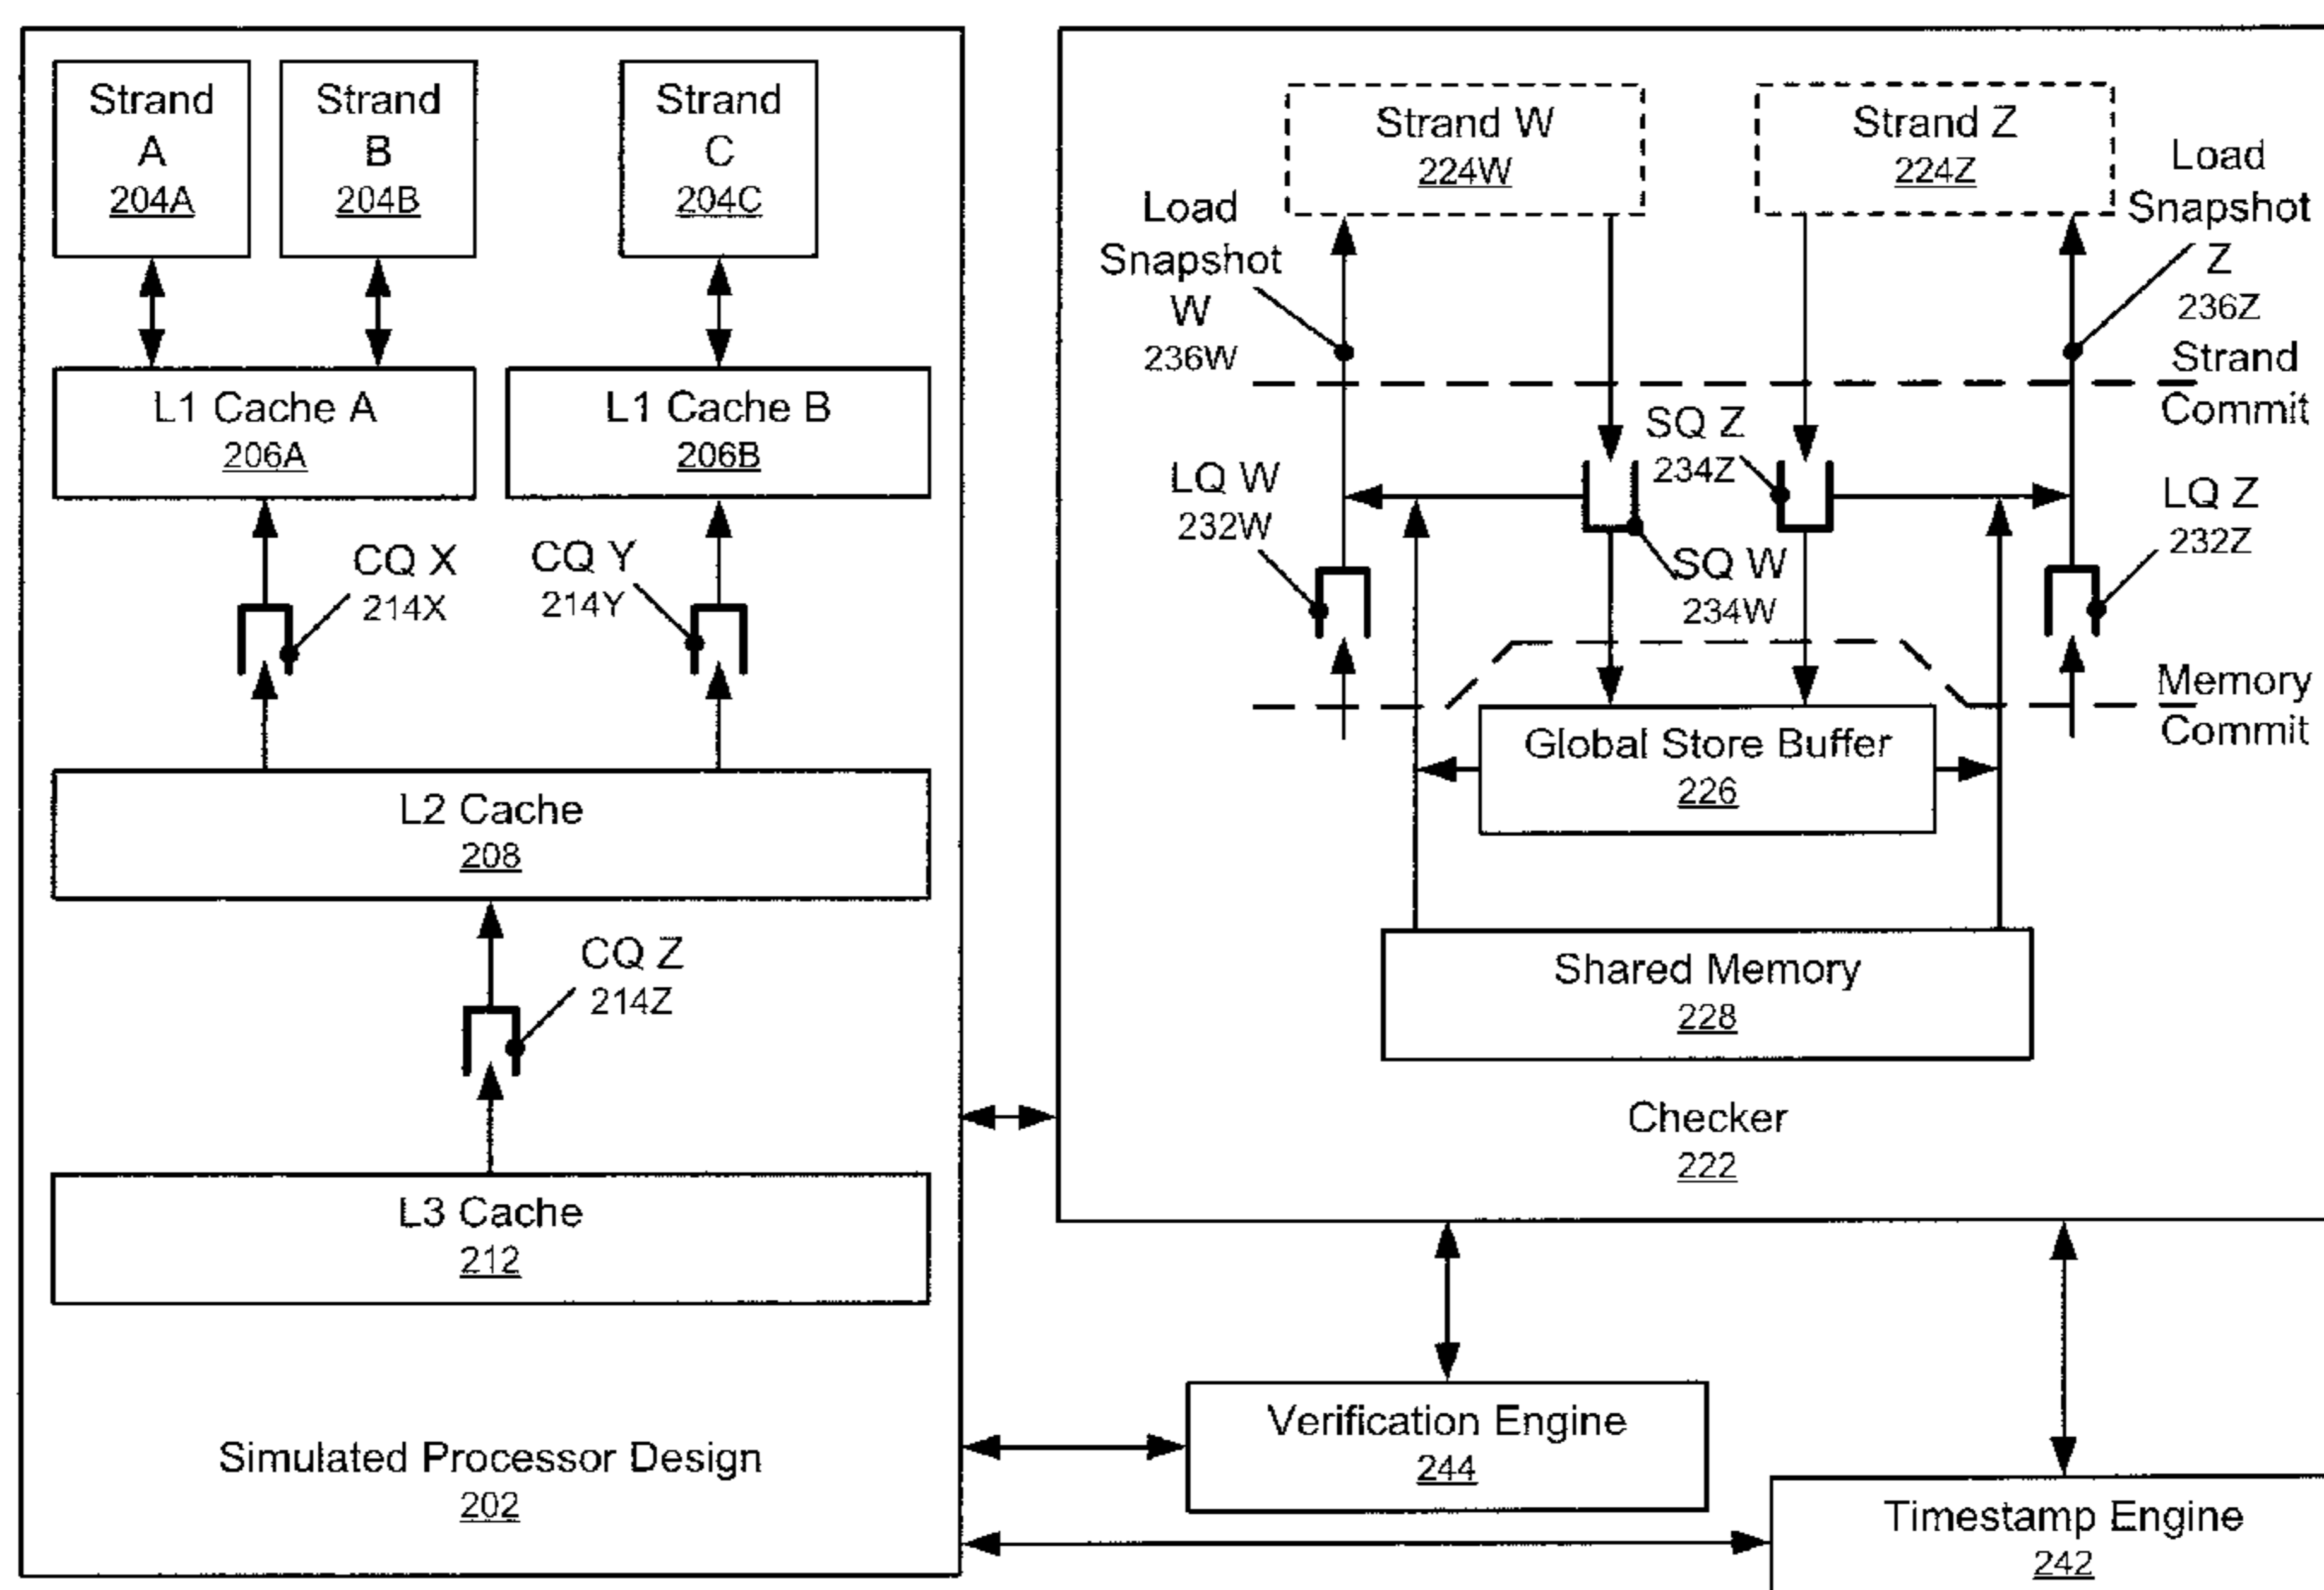 Strand
A
204A
Strand
B
204B
Strand
C
204C
L1 Cache A
206A
L1 Cache B
206B
CQ X
214X
CQ Y
214Y
L2 Cache
208
CQ Z
214Z
L3 Cache
212
Simulated Processor Design
202
Strand W
224W
Strand Z
224Z
Load
Snapshot
W
236W
Load
Snapshot
Z
236Z
Strand
Commit
SQ Z
234Z
LQ W
232W
LQ Z
232Z
SQ W
234W
Memory
Commit
Global Store Buffer
226
Shared Memory
228
Checker
222
Verification Engine
244
Timestamp Engine
242